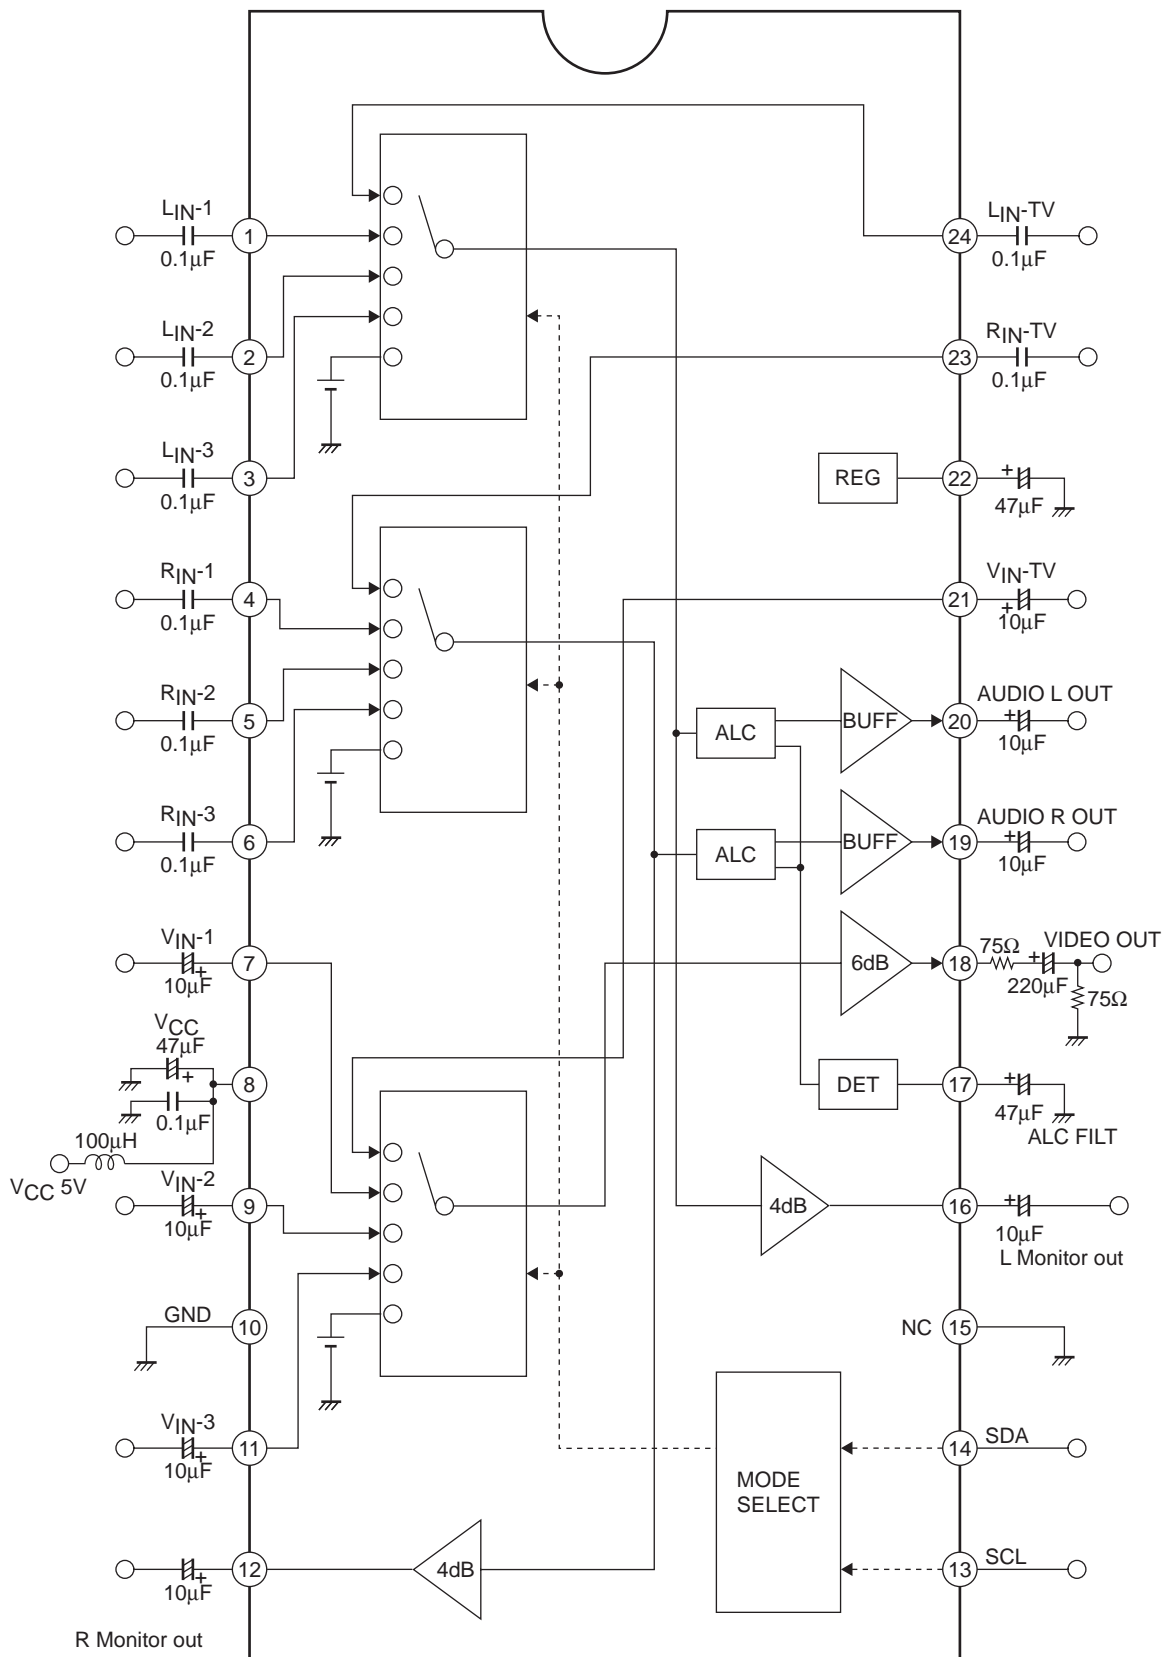 LIN-1
1
0.1µF
LIN-2
2
0.1µF
LIN-3
3
0.1µF
RIN-1
4
0.1µF
RIN-2
5
0.1µF
RIN-3
6
0.1µF
VIN-1
7
10µF
VCC
47µF
+
8
0.1µF
100µH
VCC 5V
VIN-2
9
10µF
GND
10
VIN-3
11
10µF
12
10µF
R Monitor out
LIN-TV
24
0.1µF
RIN-TV
23
0.1µF
REG
22
+
47µF
VIN-TV
21
+
10µF
AUDIO L OUT
ALC
BUFF
20
+
10µF
AUDIO R OUT
ALC
BUFF
19
+
10µF
6dB
18
75Ω
+
VIDEO OUT
220µF
75Ω
DET
17
+
47µF
ALC FILT
4dB
16
+
10µF
L Monitor out
NC
15
MODE
SELECT
14
SDA
13
SCL
4dB
+
+
+
+